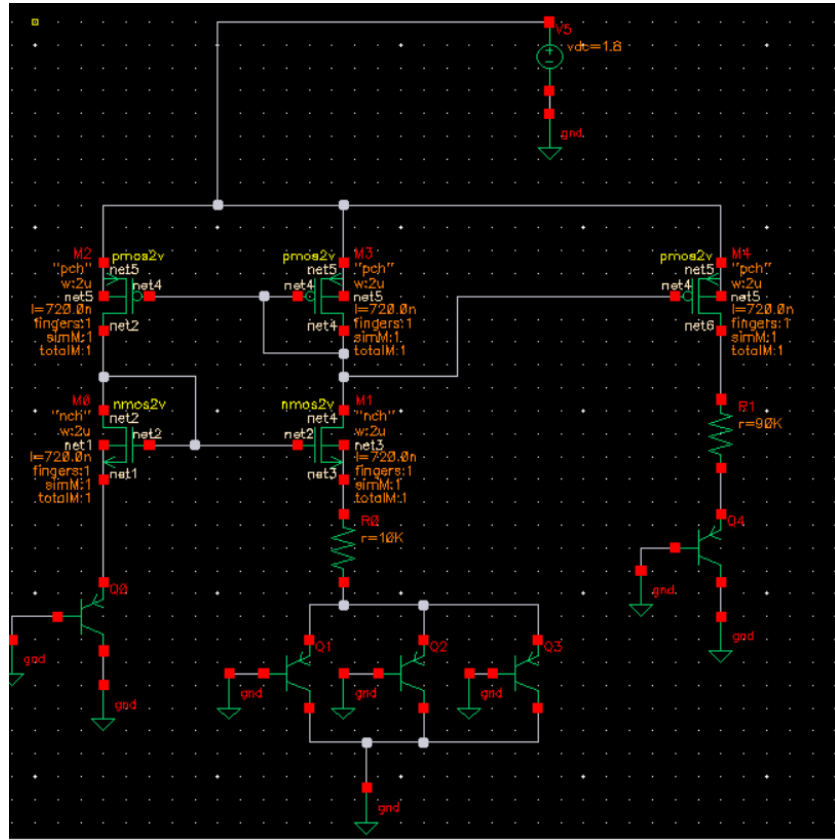 V5
vdc=1.8
gnd
M2
pmos2v
net5
"pch"
w:2u
net4
net5
l=720.0n
fingers:1
net2
simM:1
totalM:1
pmos2v
M3
net5
"pch"
net4
w:2u
net5
l=720.0n
net4
fingers:1
simM:1
totalM:1
pmos2v
M4
net5
"pch"
net4
w:2u
net5
l=720.0n
net6
fingers:1
simM:1
totalM:1
M0
nmos2v
"nch"
net2
w:2u
net1
net2
l=720.0n
fingers:1
net1
simM:1
totalM:1
nmos2v
M1
net4
"nch"
net2
w:2u
net3
l=720.0n
net3
fingers:1
simM:1
totalM:1
R1
r=90K
R0
r=10K
Q4
gnd
gnd
Q0
gnd
gnd
Q1
Q2
Q3
gnd
gnd
gnd
gnd